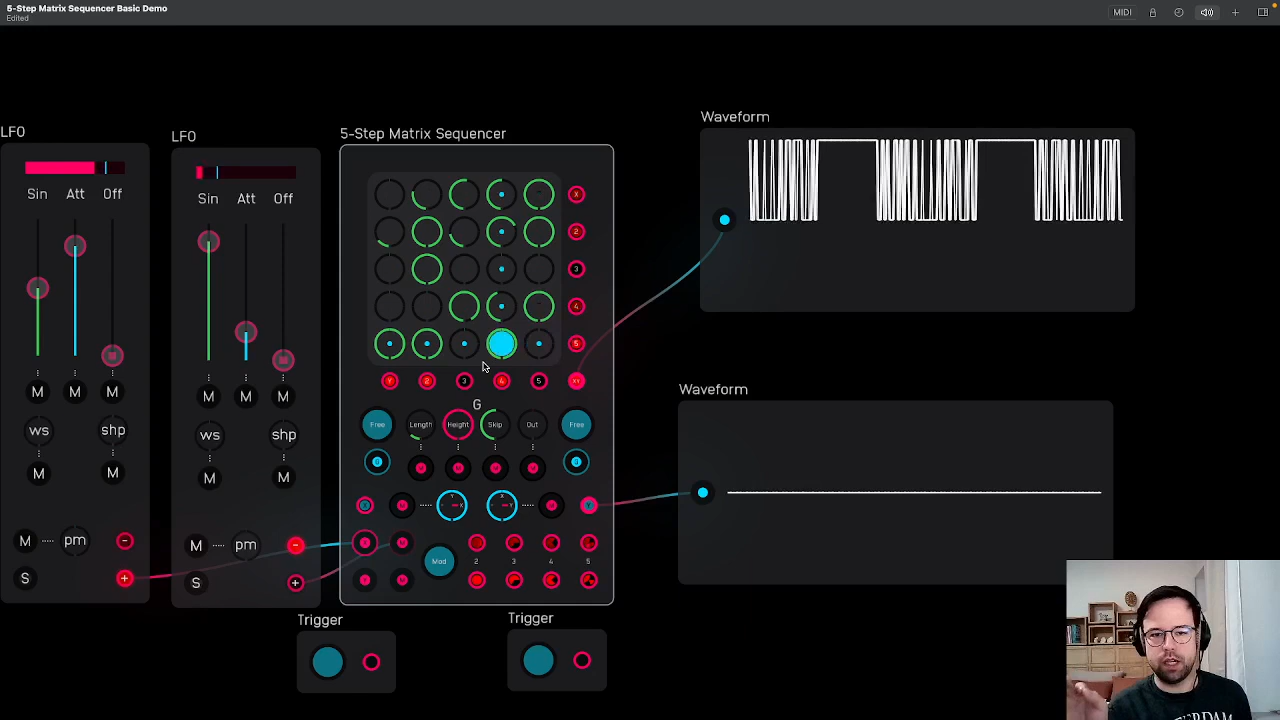 5-Step Matrix Sequencer Basic Demo
Edited
MIDI
LFO
Sin Att Off
M M M
ws shp
M M
M pm
S
LFO
Sin Att Off
M M M
ws shp
M M
M pm
S
5-Step Matrix Sequencer
X
2
3
4
5
Y 2 3 4 5 XY
G
Free Length Height Skip Out Free
M M M M
M M
M
Mod 2 3 4 5
M
Trigger
Trigger
Waveform
Waveform